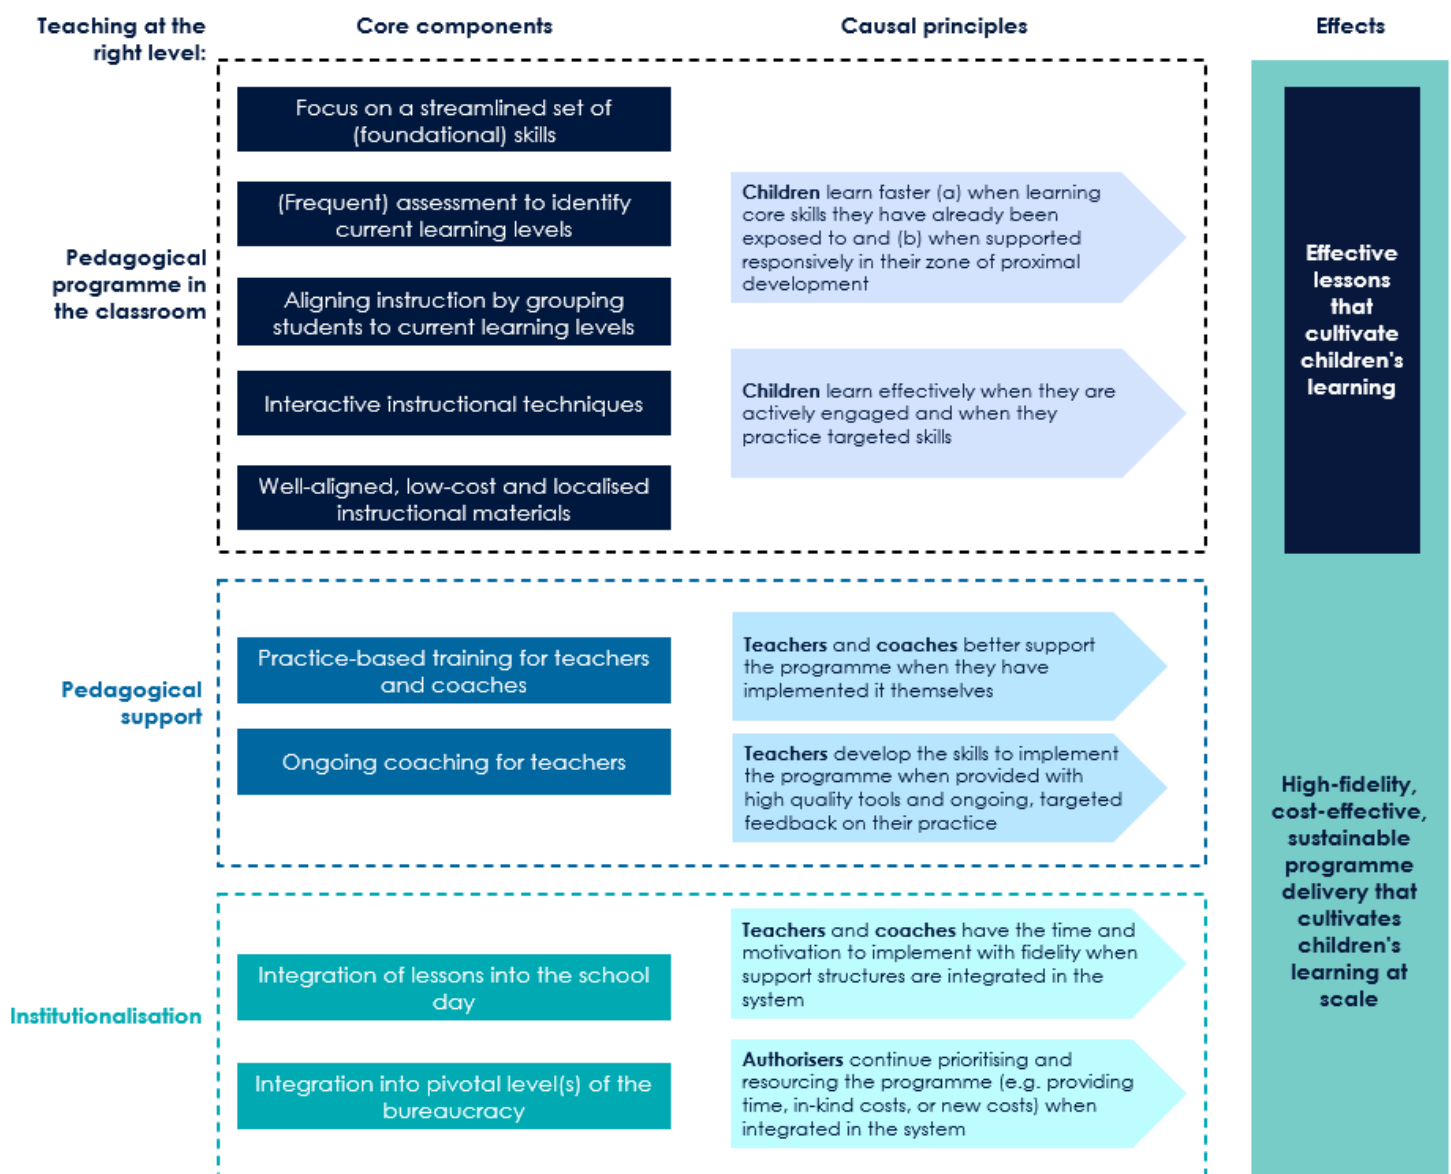 Teaching at the
right level:
Core components
Causal principles
Effects
Pedagogical
programme in
the classroom
Focus on a streamlined set of
(foundational) skills
(Frequent) assessment to identify
current learning levels
Aligning instruction by grouping
students to current learning levels
Interactive instructional techniques
Well-aligned, low-cost and localised
instructional materials
Children learn faster (a) when learning
core skills they have already been
exposed to and (b) when supported
responsively in their zone of proximal
development
Children learn effectively when they are
actively engaged and when they
practice targeted skills
Effective
lessons
that
cultivate
children's
learning
Pedagogical
support
Practice-based training for teachers
and coaches
Ongoing coaching for teachers
Teachers and coaches better support
the programme when they have
implemented it themselves
Teachers develop the skills to implement
the programme when provided with
high quality tools and ongoing, targeted
feedback on their practice
High-fidelity,
cost-effective,
sustainable
programme
delivery that
cultivates
children's
learning at
scale
Institutionalisation
Integration of lessons into the school
day
Integration into pivotal level(s) of the
bureaucracy
Teachers and coaches have the time and
motivation to implement with fidelity when
support structures are integrated in the
system
Authorisers continue prioritising and
resourcing the programme (e.g. providing
time, in-kind costs, or new costs) when
integrated in the system